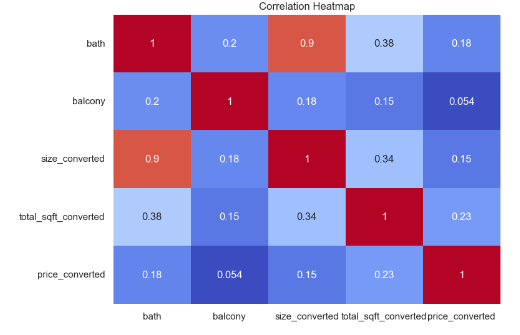 Correlation Heatmap
bath 1 0.2 0.9 0.38 0.18
balcony 0.2 1 0.18 0.15 0.054
size_converted 0.9 0.18 1 0.34 0.15
total_sqft_converted 0.38 0.15 0.34 1 0.23
price_converted 0.18 0.054 0.15 0.23 1
bath balcony size_converted total_sqft_converted price_converted